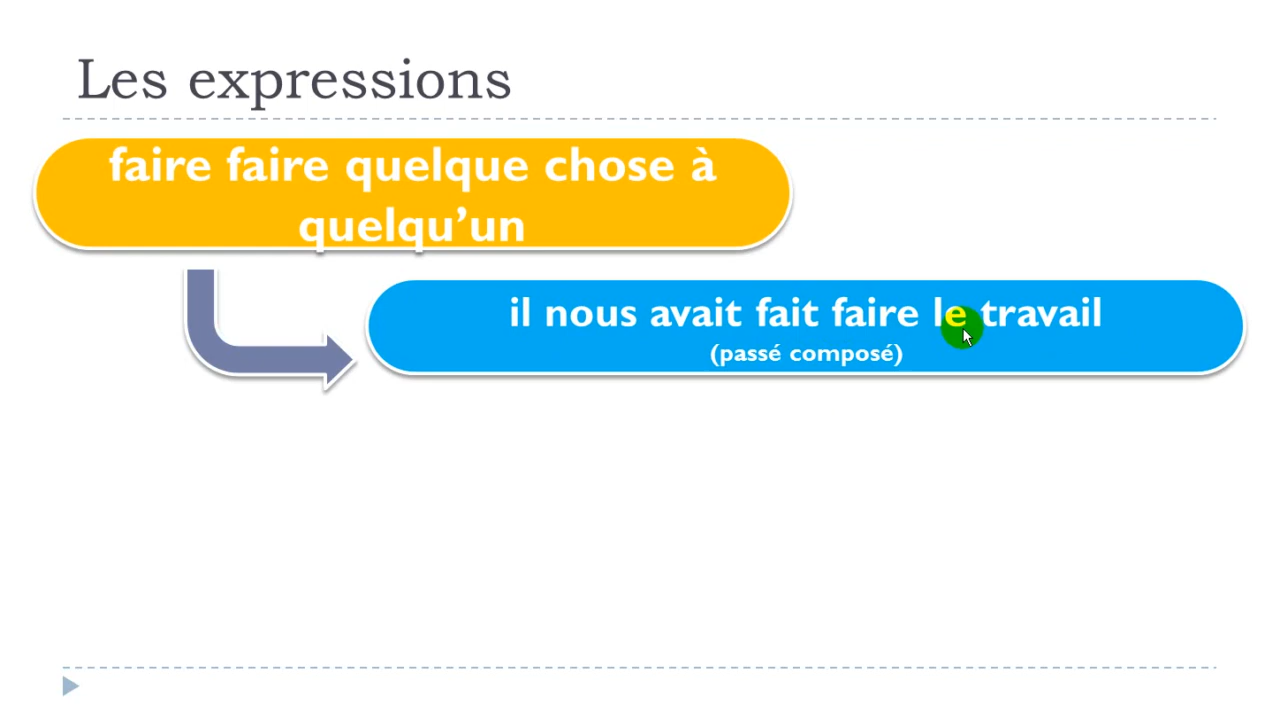 Les expressions
faire faire quelque chose à
quelqu’un
il nous avait fait faire le travail
(passé composé)